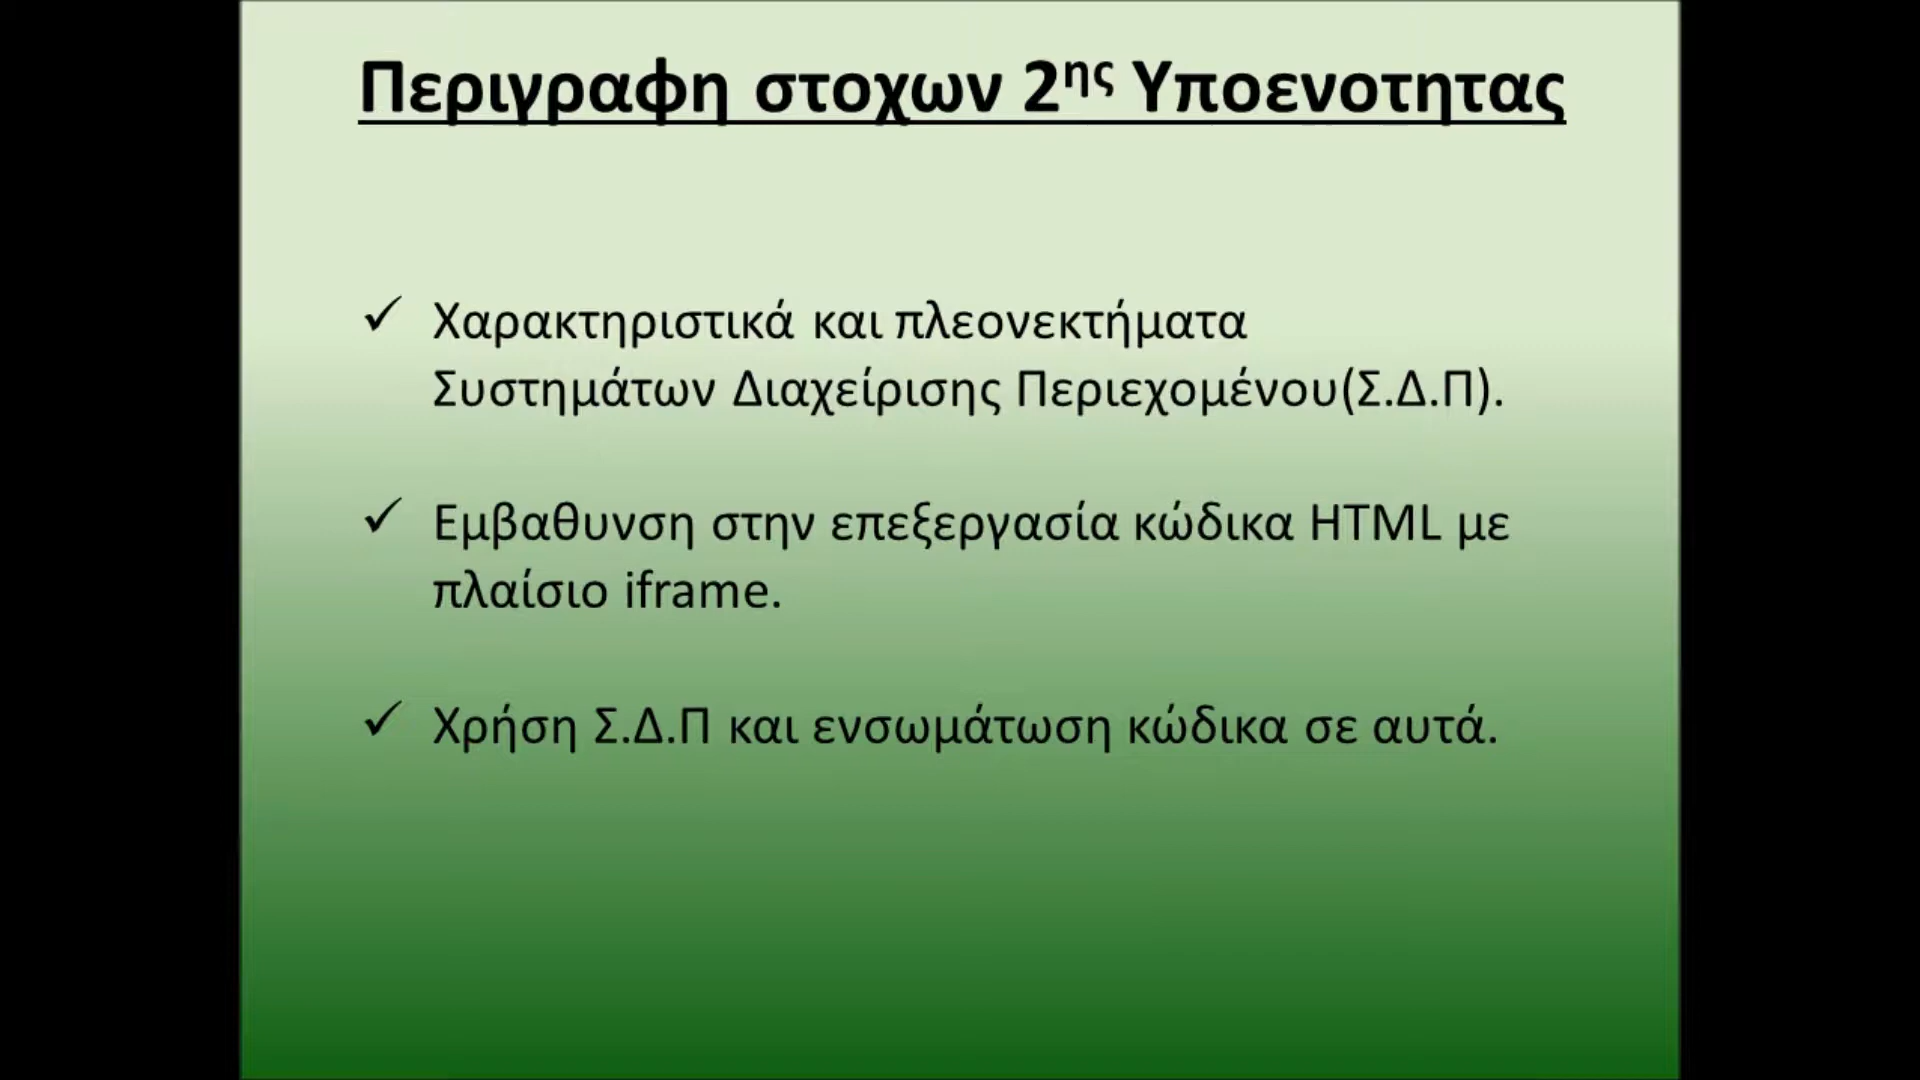 Περιγραφη στοχων 2ης Υποενοτητας
✓ Χαρακτηριστικά και πλεονεκτήματα
Συστημάτων Διαχείρισης Περιεχομένου(Σ.Δ.Π).
✓ Εμβαθυνση στην επεξεργασία κώδικα HTML με
πλαίσιο iframe.
✓ Χρήση Σ.Δ.Π και ενσωμάτωση κώδικα σε αυτά.